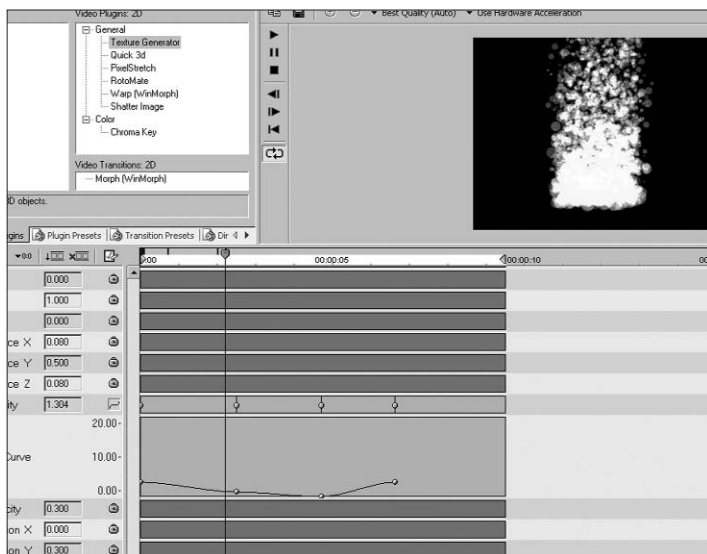 Video Plugins: 2D
General
Texture Generator
Quick 3d
PixelStretch
RotoMate
Warp (WinMorph)
Shatter Image
Color
Chroma Key
Video Transitions: 2D
Morph (WinMorph)
3D objects.
Plugin Presets
Transition Presets
Dir
Best Quality (Auto)
Use Hardware Acceleration
00:00:05
00:00:10
0.000
1.000
0.000
ce X 0.080
ce Y 0.500
ce Z 0.080
ity 1.304
20.00
Curve 10.00
0.00
city 0.300
on X 0.000
on Y 0.300